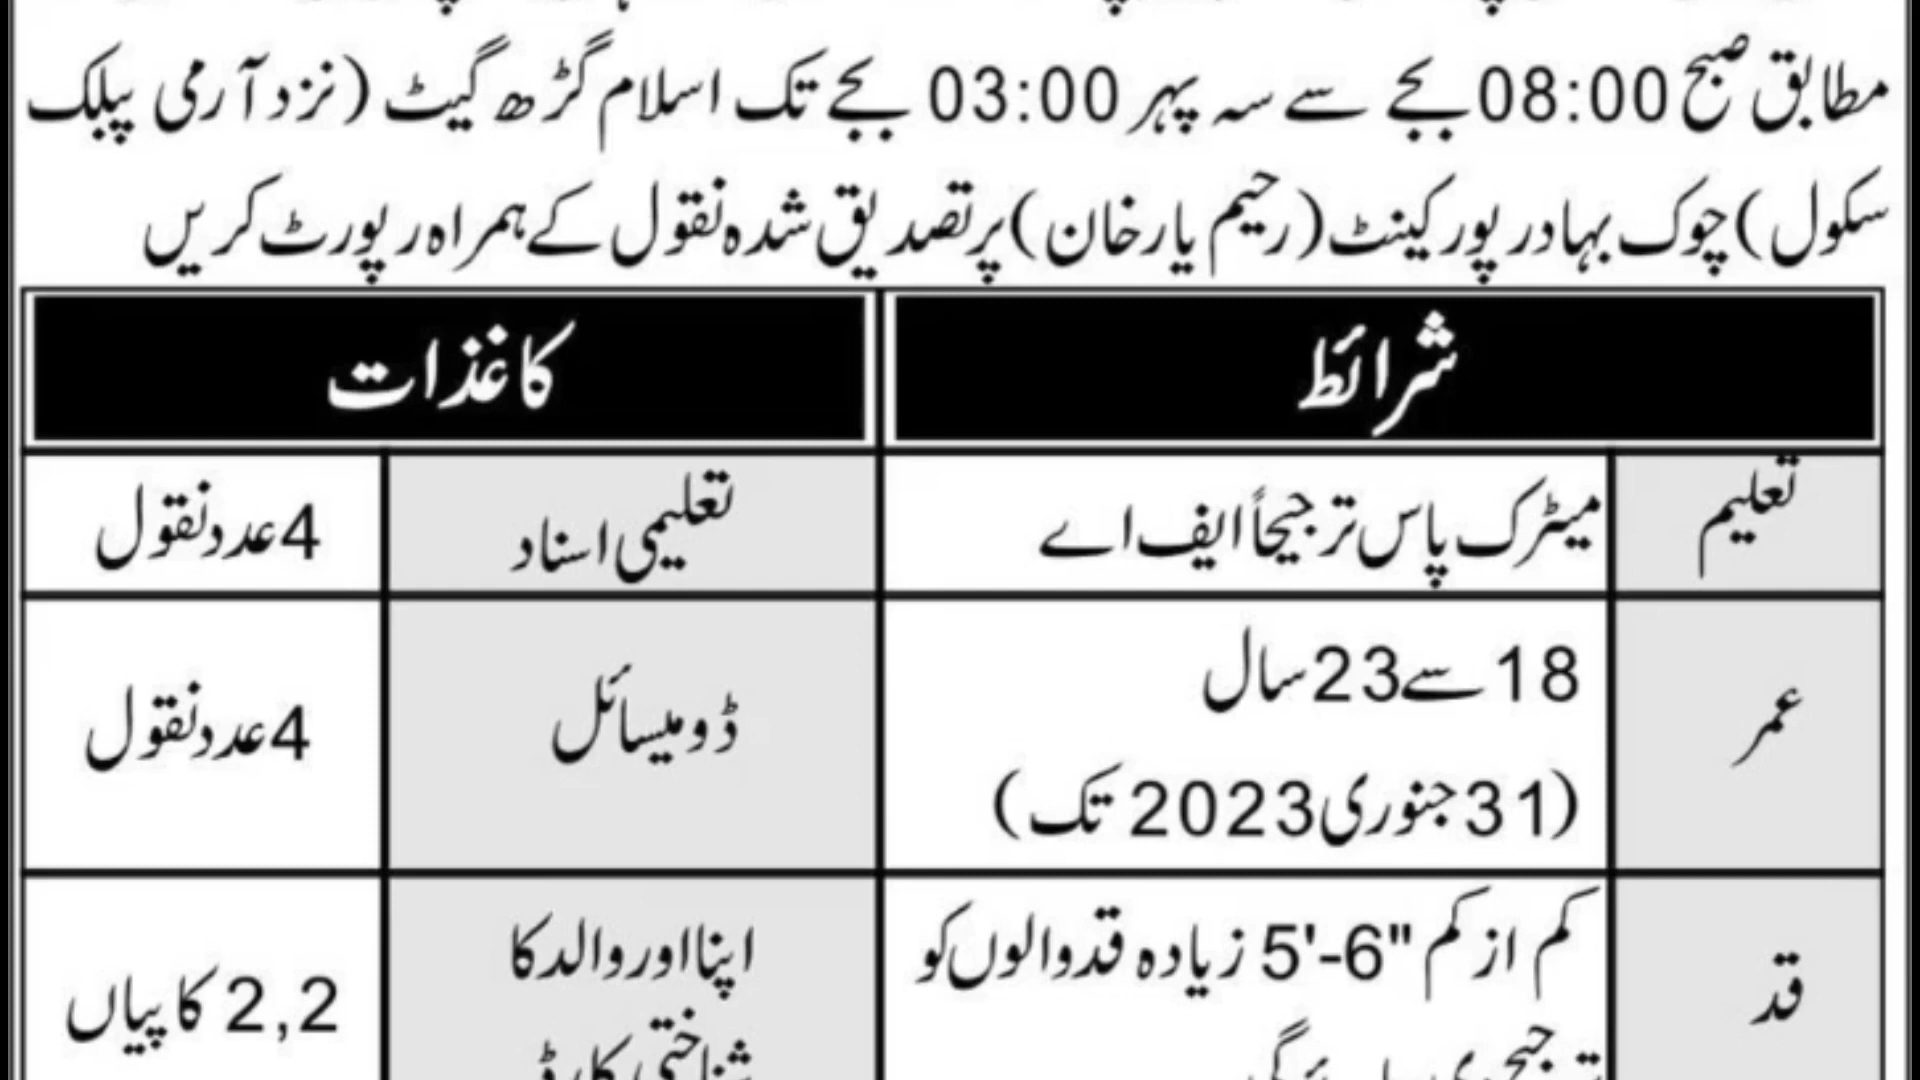 مطابق صبح 08:00 بجے سے سہ پہر 03:00 بجے تک اسلام گڑھ گیٹ (نزد آرمی پبلک
سکول) چوک بہادر پور کینٹ (رحیم یار خان) پر تصدیق شدہ نقول کے ہمراہ رپورٹ کریں
شرائط
کاغذات
تعلیم
میٹرک پاس ترجیحاً ایف اے
تعلیمی اسناد
4 عدد نقول
عمر
18 سے 23 سال
(31 جنوری 2023 تک)
ڈومیسائل
4 عدد نقول
قد
کم از کم "6-'5 زیادہ قد والوں کو
اپنا اور والد کا
شناختی کارڈ
2,2 کاپیاں